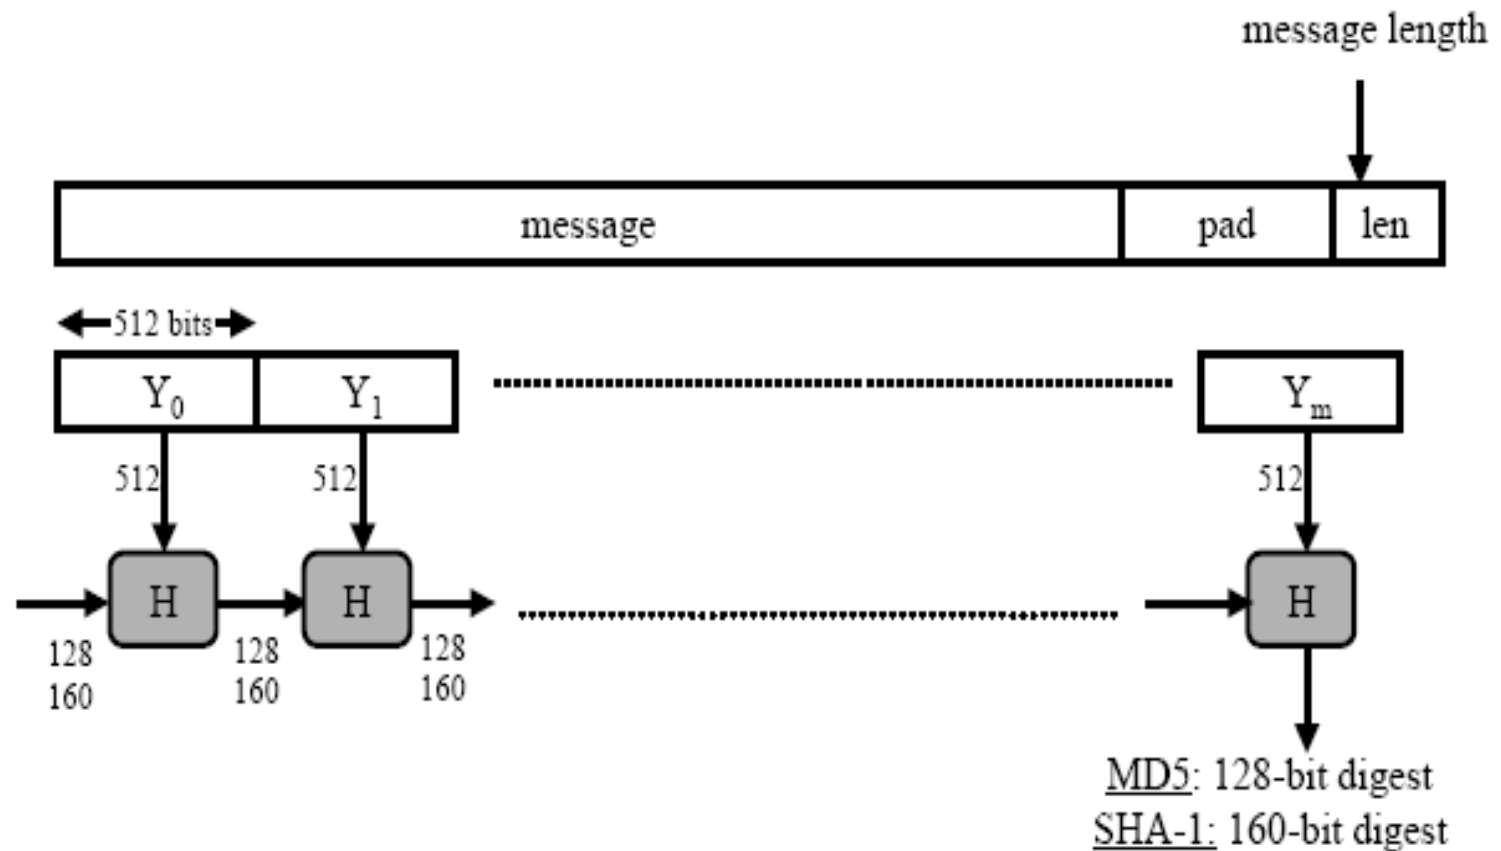 message length
message pad len
512 bits
Y0 Y1 Ym
512 512 512
H H H
128 128 128
160 160 160
MD5: 128-bit digest
SHA-1: 160-bit digest